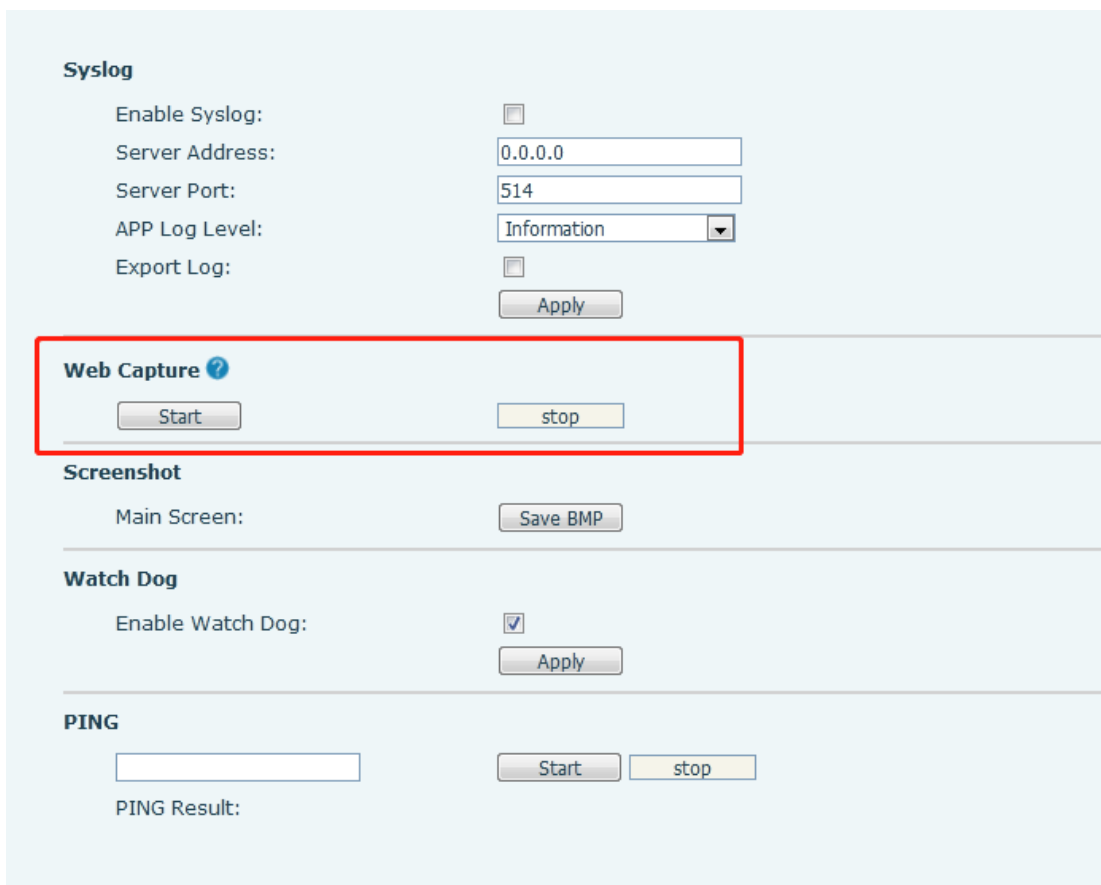 Syslog
Enable Syslog:
Server Address: 0.0.0.0
Server Port: 514
APP Log Level: Information
Export Log:
Apply
Web Capture ?
Start stop
Screenshot
Main Screen: Save BMP
Watch Dog
Enable Watch Dog:
Apply
PING
Start stop
PING Result: